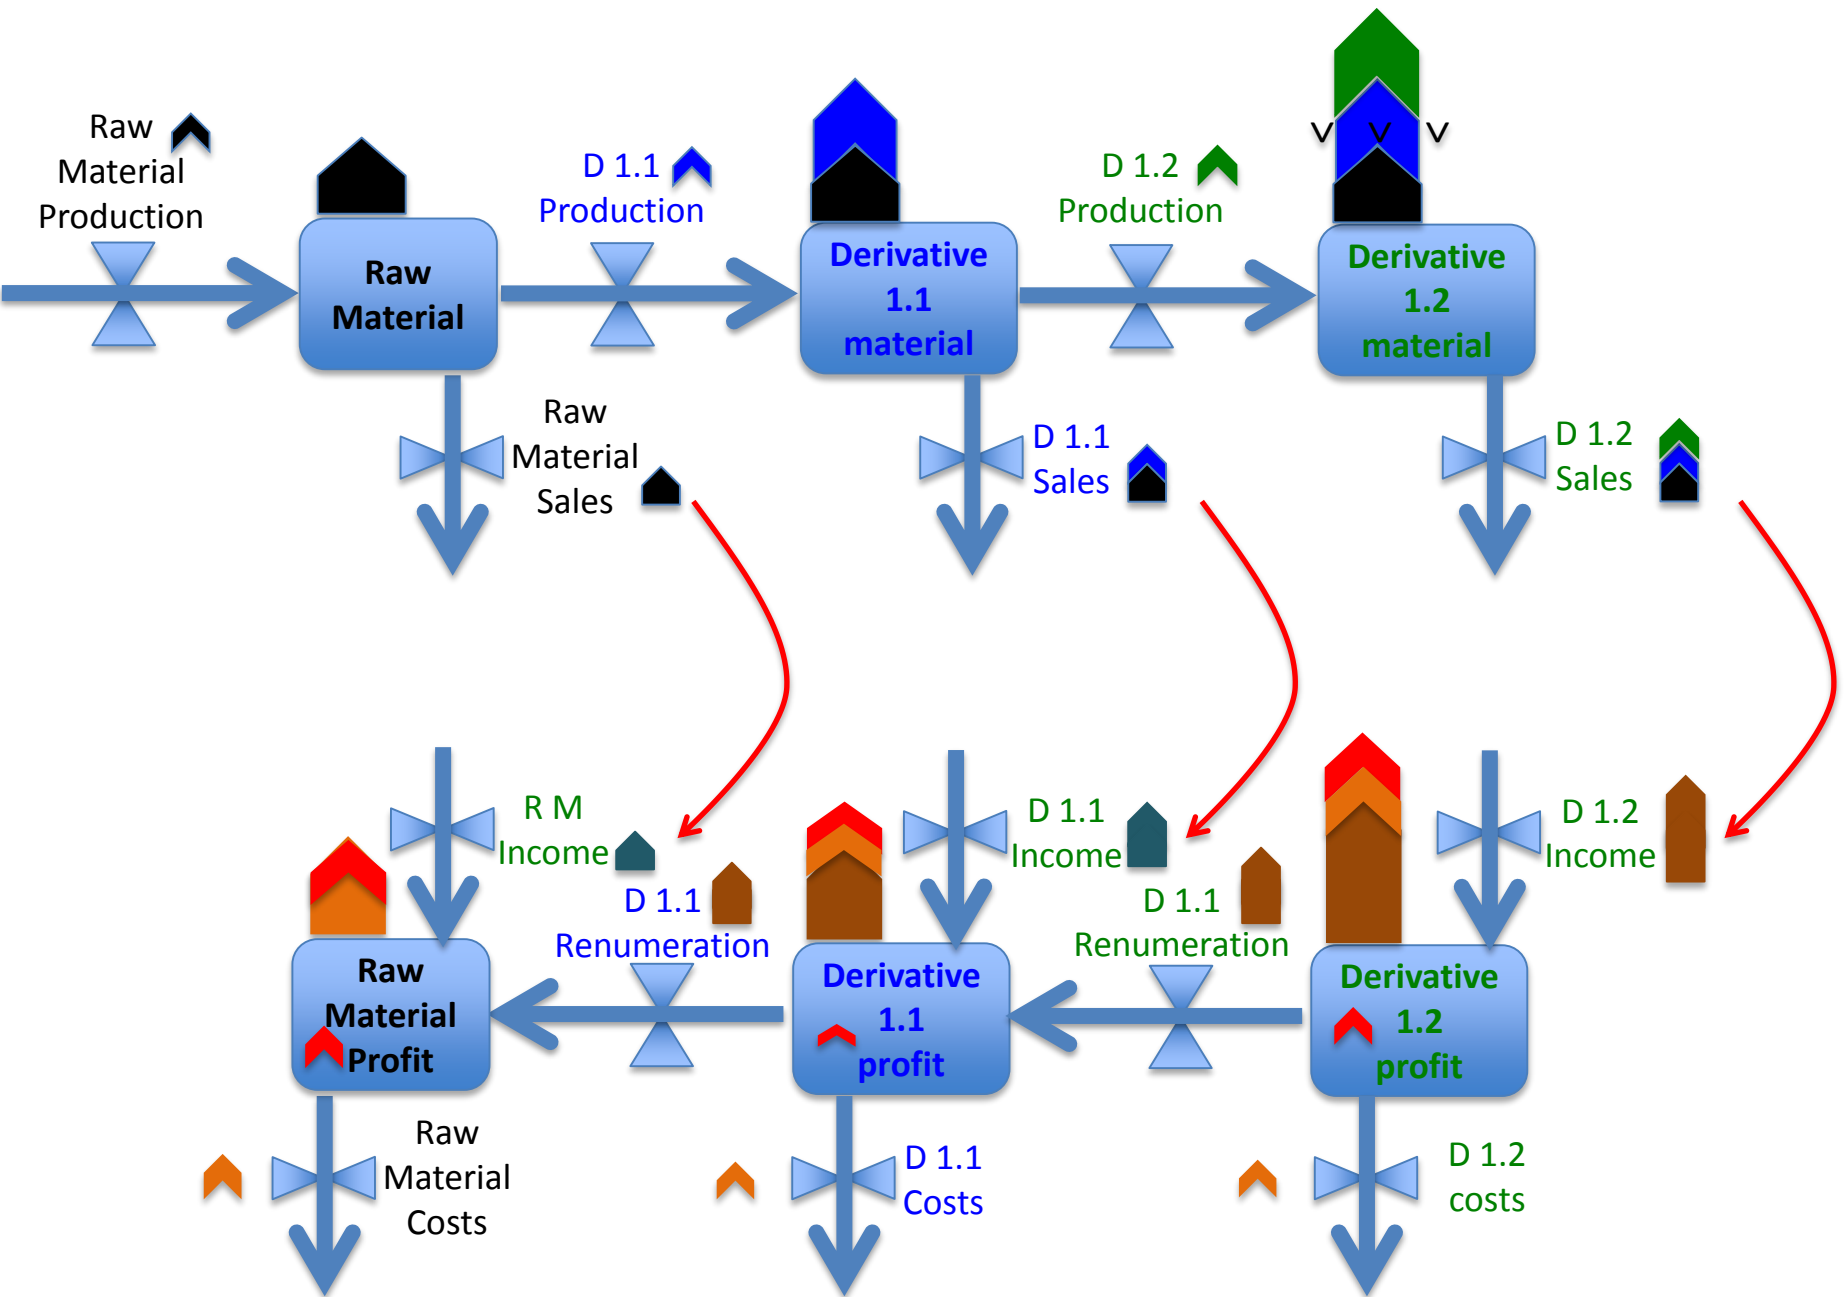 Raw
Material
Production
D 1.1
Production
D 1.2
Production
V V V
Raw
Material
Derivative
1.1
material
Derivative
1.2
material
Raw
Material
Sales
D 1.1
Sales
D 1.2
Sales
R M
Income
D 1.1
Income
D 1.2
Income
D 1.1
Renumeration
D 1.1
Renumeration
Raw
Material
Profit
Derivative
1.1
profit
Derivative
1.2
profit
Raw
Material
Costs
D 1.1
Costs
D 1.2
costs